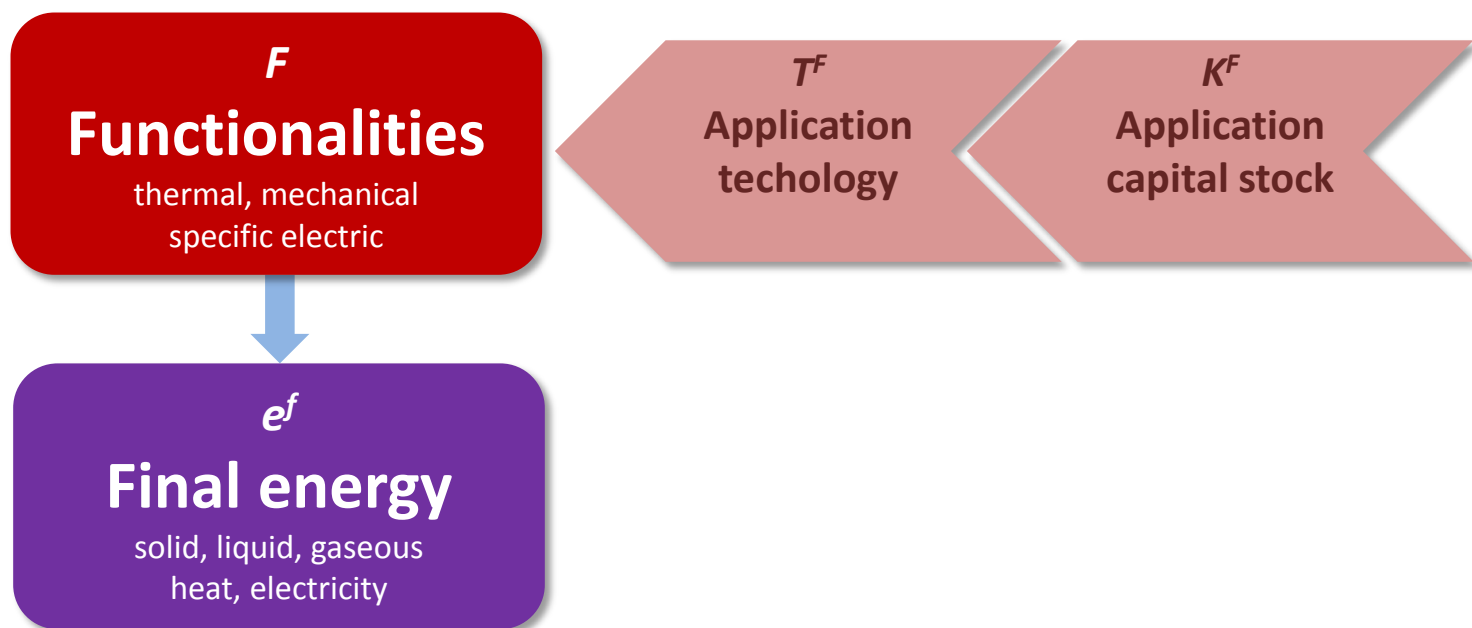 F
Functionalities
thermal, mechanical
specific electric
T^F
Application
techology
K^F
Application
capital stock
e^f
Final energy
solid, liquid, gaseous
heat, electricity